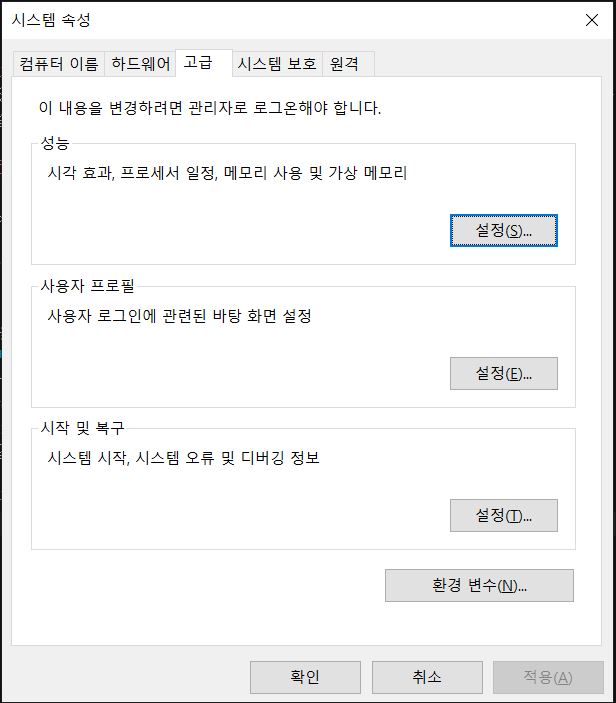 시스템 속성
컴퓨터 이름 하드웨어 고급 시스템 보호 원격
이 내용을 변경하려면 관리자로 로그온해야 합니다.
성능
시각 효과, 프로세서 일정, 메모리 사용 및 가상 메모리
설정(S)...
사용자 프로필
사용자 로그인에 관련된 바탕 화면 설정
설정(E)...
시작 및 복구
시스템 시작, 시스템 오류 및 디버깅 정보
설정(T)...
환경 변수(N)...
확인 취소 적용(A)